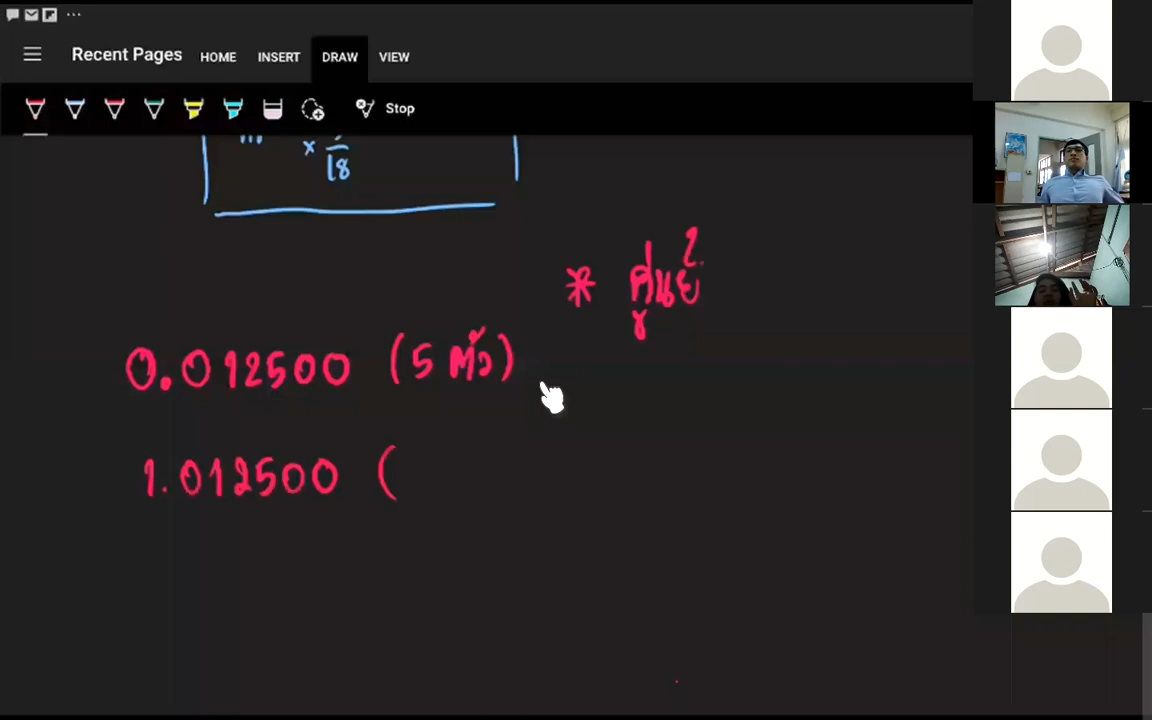 Recent Pages HOME INSERT DRAW VIEW
Stop
× 18
* ศูนย์
0.012500 (5 ตัว)
1.012500 (